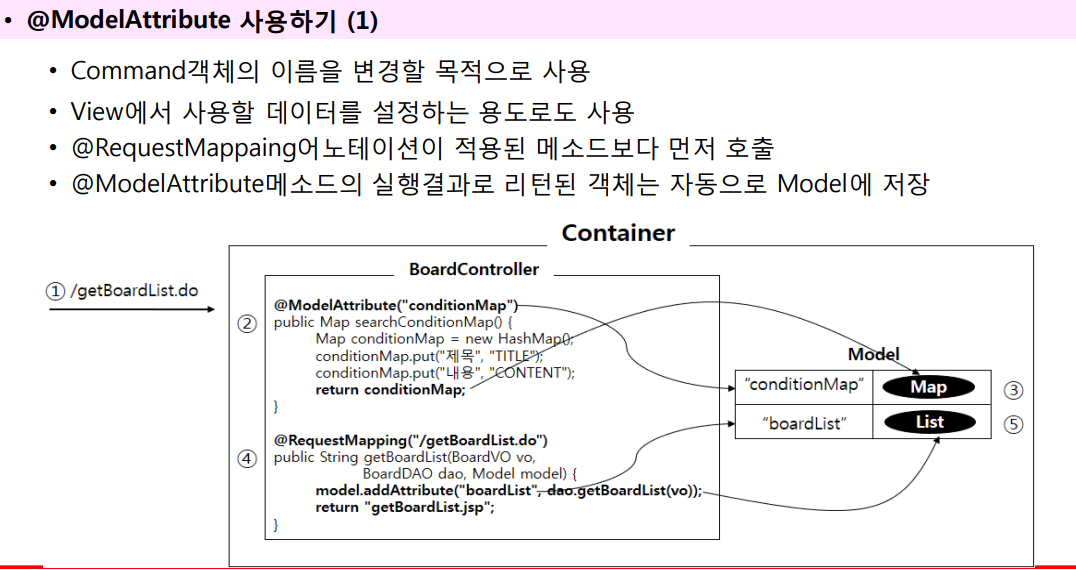 • @ModelAttribute 사용하기 (1)
• Command객체의 이름을 변경할 목적으로 사용
• View에서 사용할 데이터를 설정하는 용도로도 사용
• @RequestMappaing어노테이션이 적용된 메소드보다 먼저 호출
• @ModelAttribute메소드의 실행결과로 리턴된 객체는 자동으로 Model에 저장
Container
BoardController
① /getBoardList.do
@ModelAttribute("conditionMap")
② public Map searchConditionMap() {
Map conditionMap = new HashMap();
conditionMap.put("제목", "TITLE");
conditionMap.put("내용", "CONTENT");
return conditionMap;
}
@RequestMapping("/getBoardList.do")
④ public String getBoardList(BoardVO vo,
BoardDAO dao, Model model) {
model.addAttribute("boardList", dao.getBoardList(vo));
return "getBoardList.jsp";
}
Model
"conditionMap" Map ③
"boardList" List ⑤